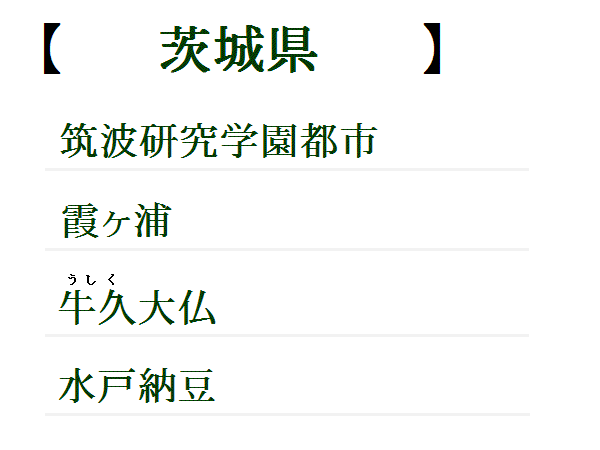 【 茨城県 】
筑波研究学園都市
霞ヶ浦
うしく
牛久大仏
水戸納豆